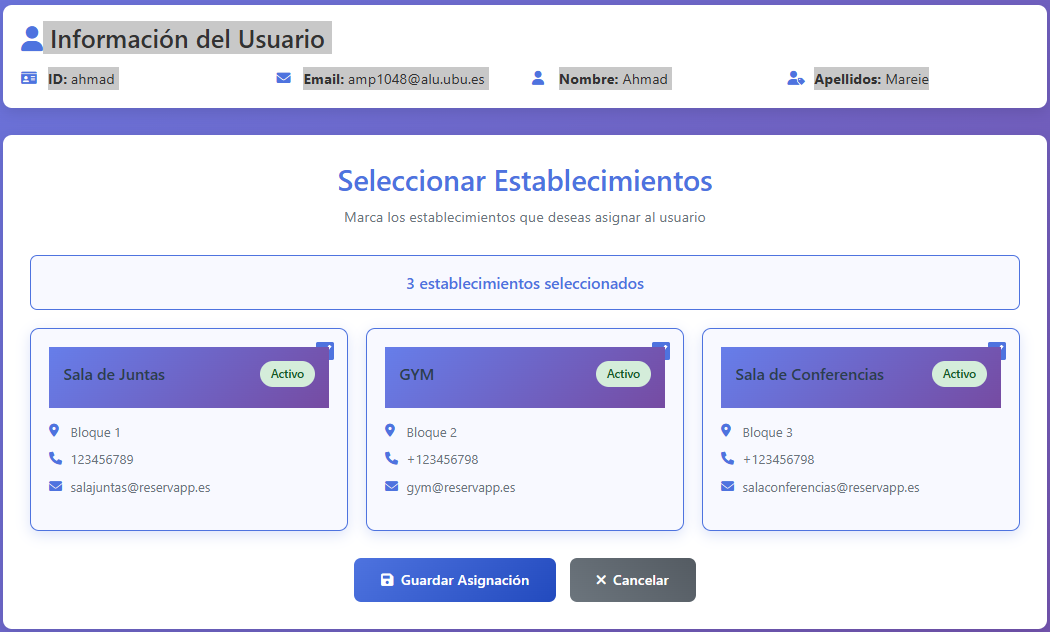 Información del Usuario
ID: ahmad
Email: amp1048@alu.ubu.es
Nombre: Ahmad
Apellidos: Mareie
Seleccionar Establecimientos
Marca los establecimientos que deseas asignar al usuario
3 establecimientos seleccionados
Sala de Juntas
Activo
Bloque 1
123456789
salajuntas@reservapp.es
GYM
Activo
Bloque 2
+123456798
gym@reservapp.es
Sala de Conferencias
Activo
Bloque 3
+123456798
salaconferencias@reservapp.es
Guardar Asignación
Cancelar